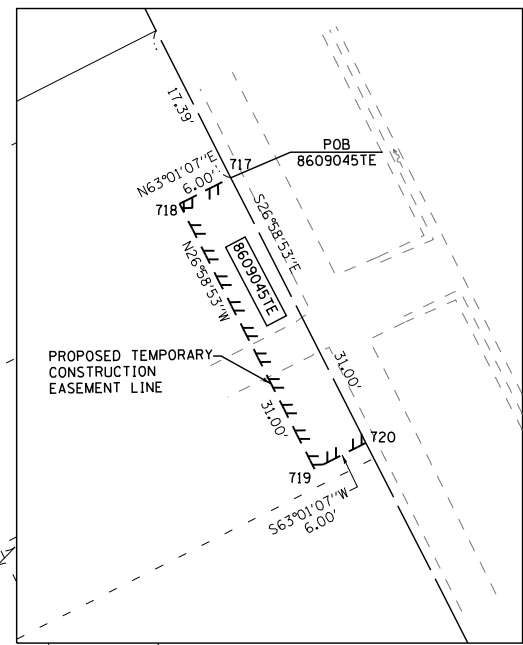 17.39'
POB
8609045TE
717
N63°01'07"E
6.00'
718
S26°58'53"E
N26°58'53"W
8609045TE
PROPOSED TEMPORARY
CONSTRUCTION
EASEMENT LINE
31.00'
31.00'
720
719
S63°01'07"W
6.00'